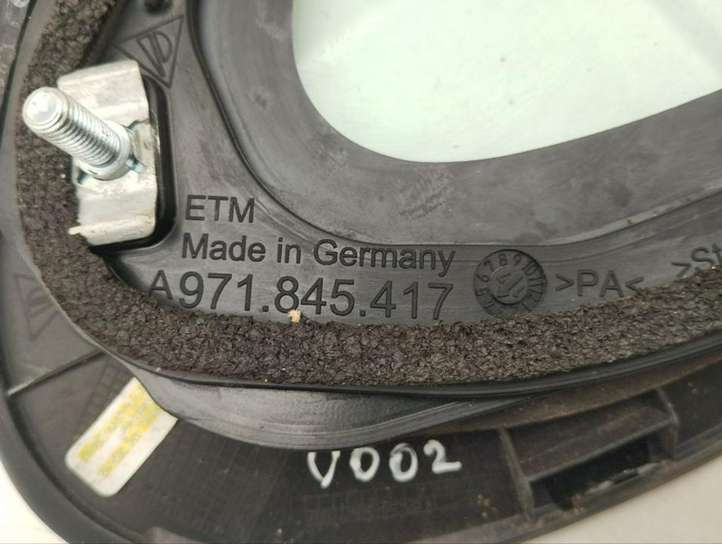 ETM
Made in Germany
A971.845.417 >PA< >S
V002